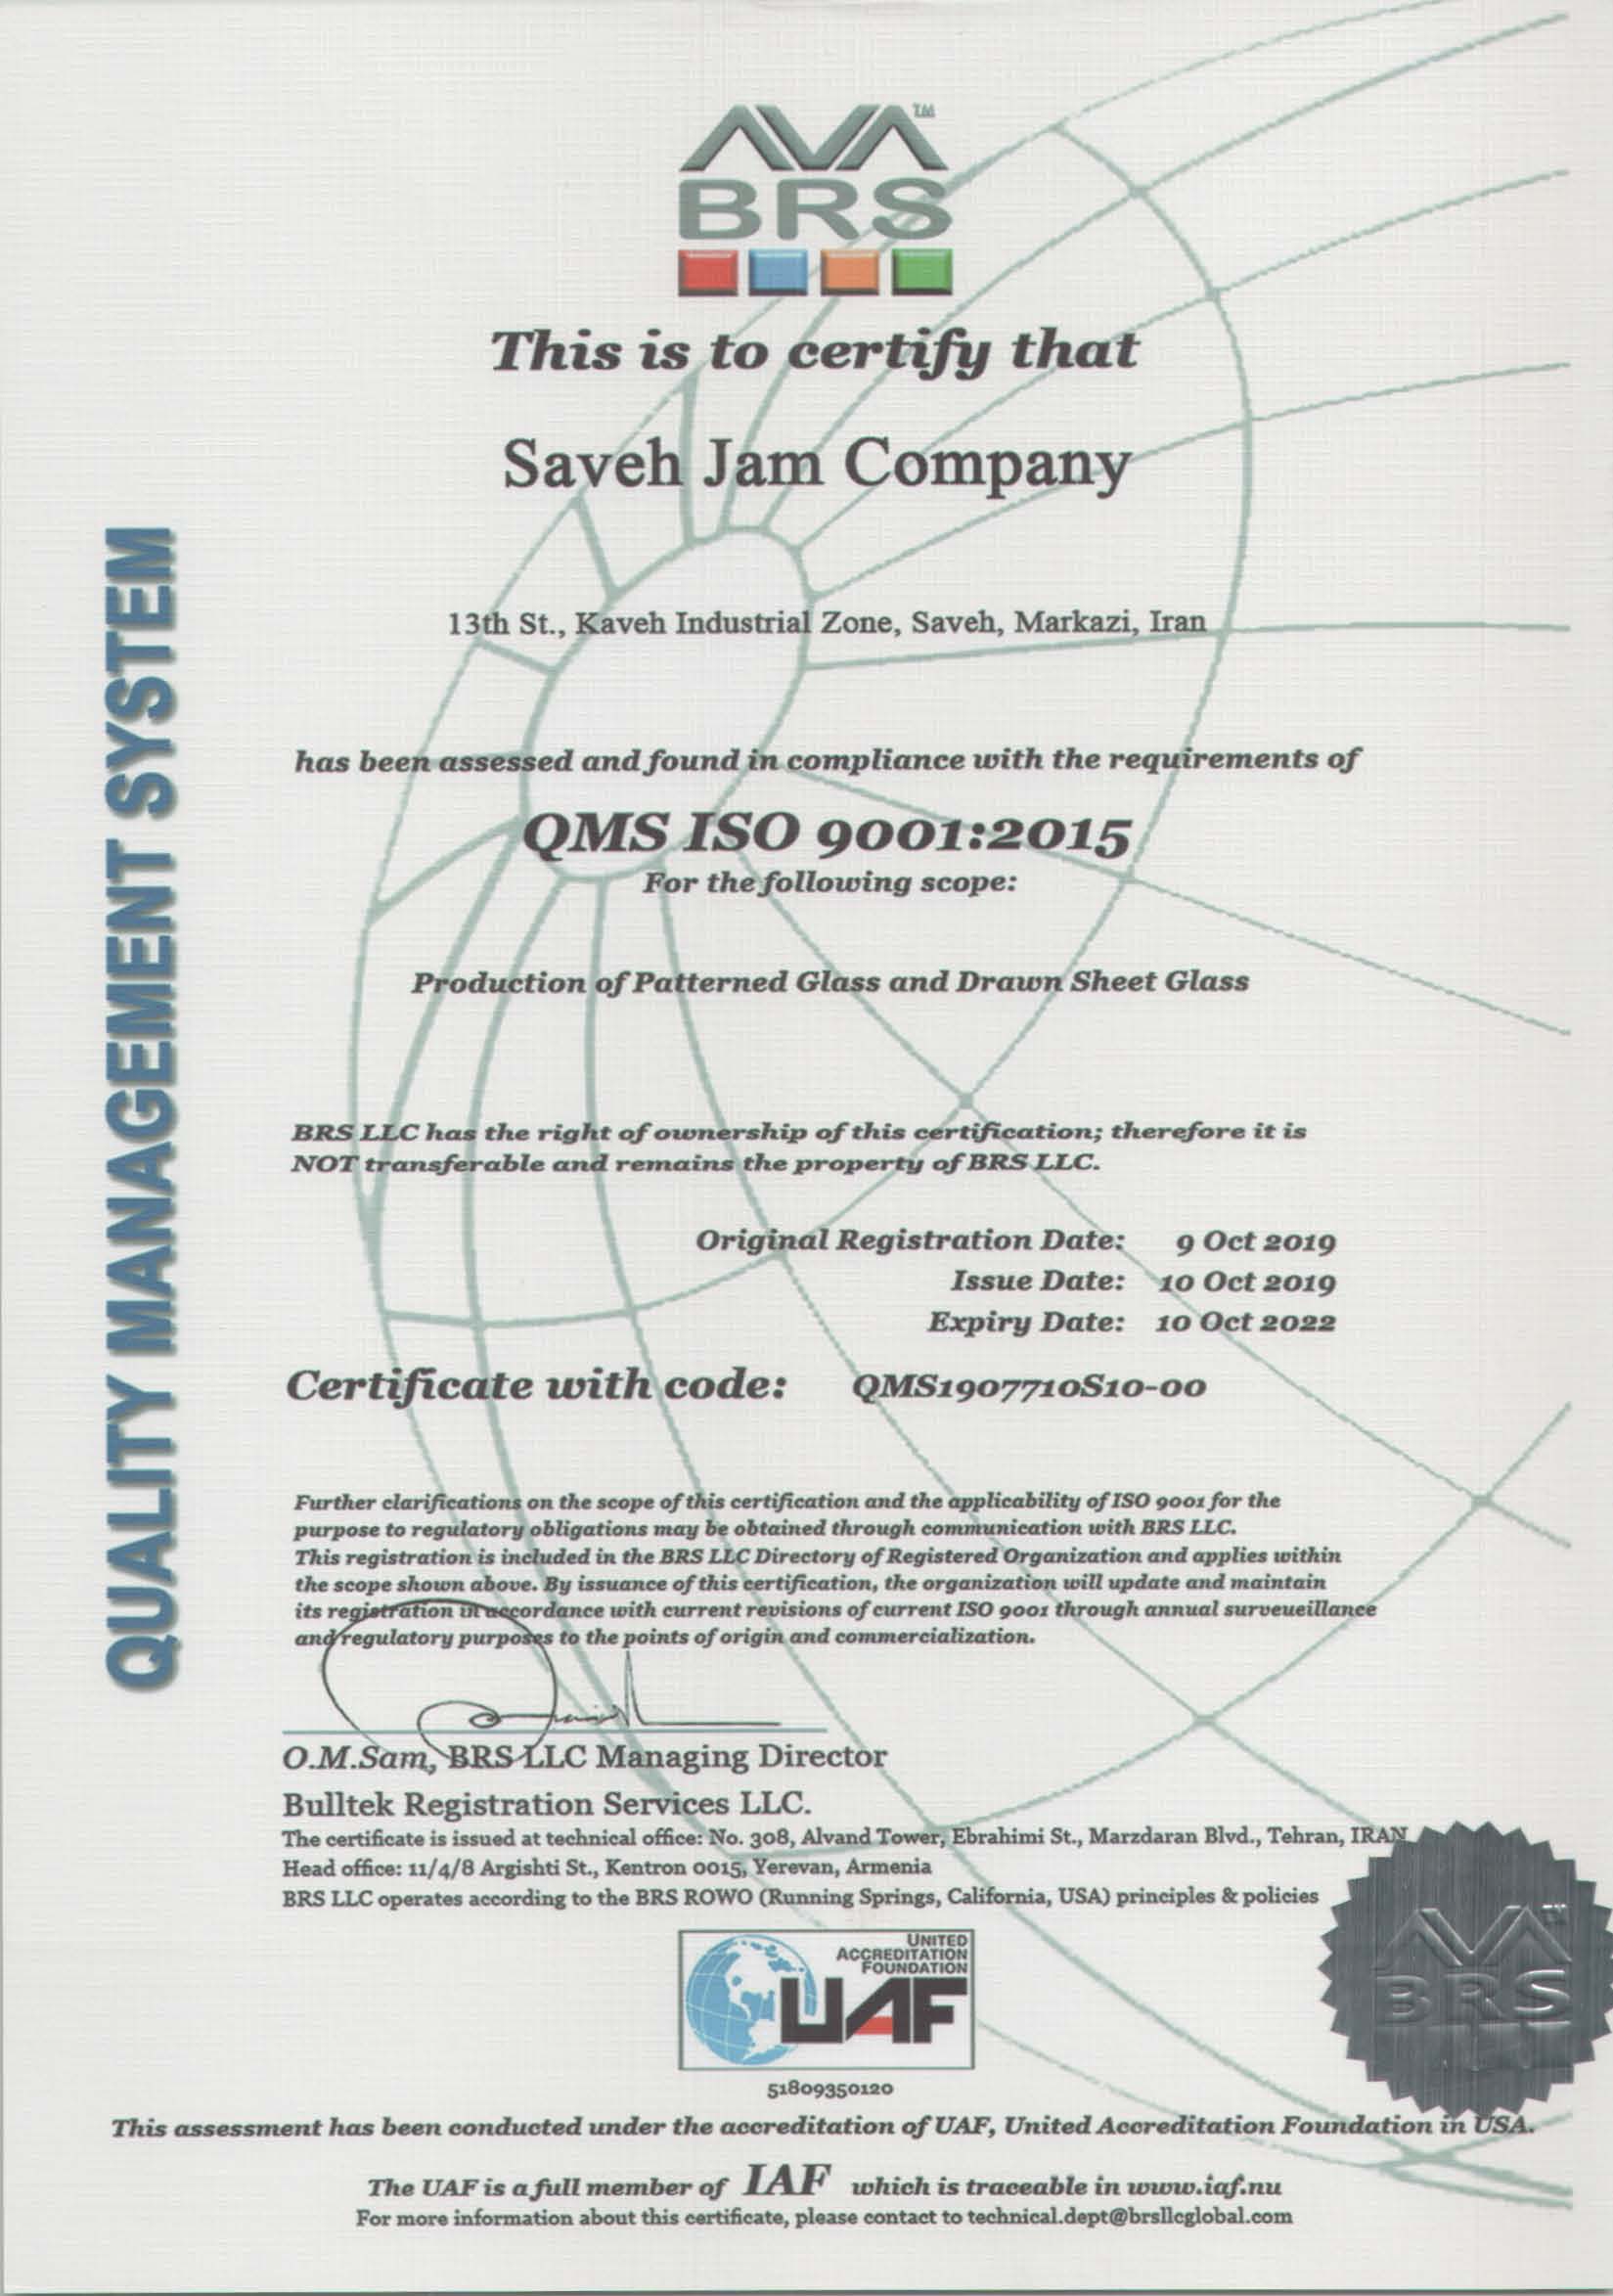 AVA™
BRS
This is to certify that
Saveh Jam Company
13th St., Kaveh Industrial Zone, Saveh, Markazi, Iran
has been assessed and found in compliance with the requirements of
QMS ISO 9001:2015
For the following scope:
Production of Patterned Glass and Drawn Sheet Glass
BRS LLC has the right of ownership of this certification; therefore it is
NOT transferable and remains the property of BRS LLC.
Original Registration Date: 9 Oct 2019
Issue Date: 10 Oct 2019
Expiry Date: 10 Oct 2022
Certificate with code: QMS1907710S10-00
Further clarifications on the scope of this certification and the applicability of ISO 9001 for the
purpose to regulatory obligations may be obtained through communication with BRS LLC.
This registration is included in the BRS LLC Directory of Registered Organization and applies within
the scope shown above. By issuance of this certification, the organization will update and maintain
its registration in accordance with current revisions of current ISO 9001 through annual surveueillance
and regulatory purposes to the points of origin and commercialization.
O.M.Sam, BRS LLC Managing Director
Bulltek Registration Services LLC.
The certificate is issued at technical office: No. 308, Alvand Tower, Ebrahimi St., Marzdaran Blvd., Tehran, IRAN
Head office: 11/4/8 Argishti St., Kentron 0015, Yerevan, Armenia
BRS LLC operates according to the BRS ROWO (Running Springs, California, USA) principles & policies
UNITED
ACCREDITATION
FOUNDATION
UAF
51809350120
This assessment has been conducted under the accreditation of UAF, United Accreditation Foundation in USA.
The UAF is a full member of IAF which is traceable in www.iaf.nu
For more information about this certificate, please contact to technical.dept@brsllcglobal.com
QUALITY MANAGEMENT SYSTEM
AVA™
BRS